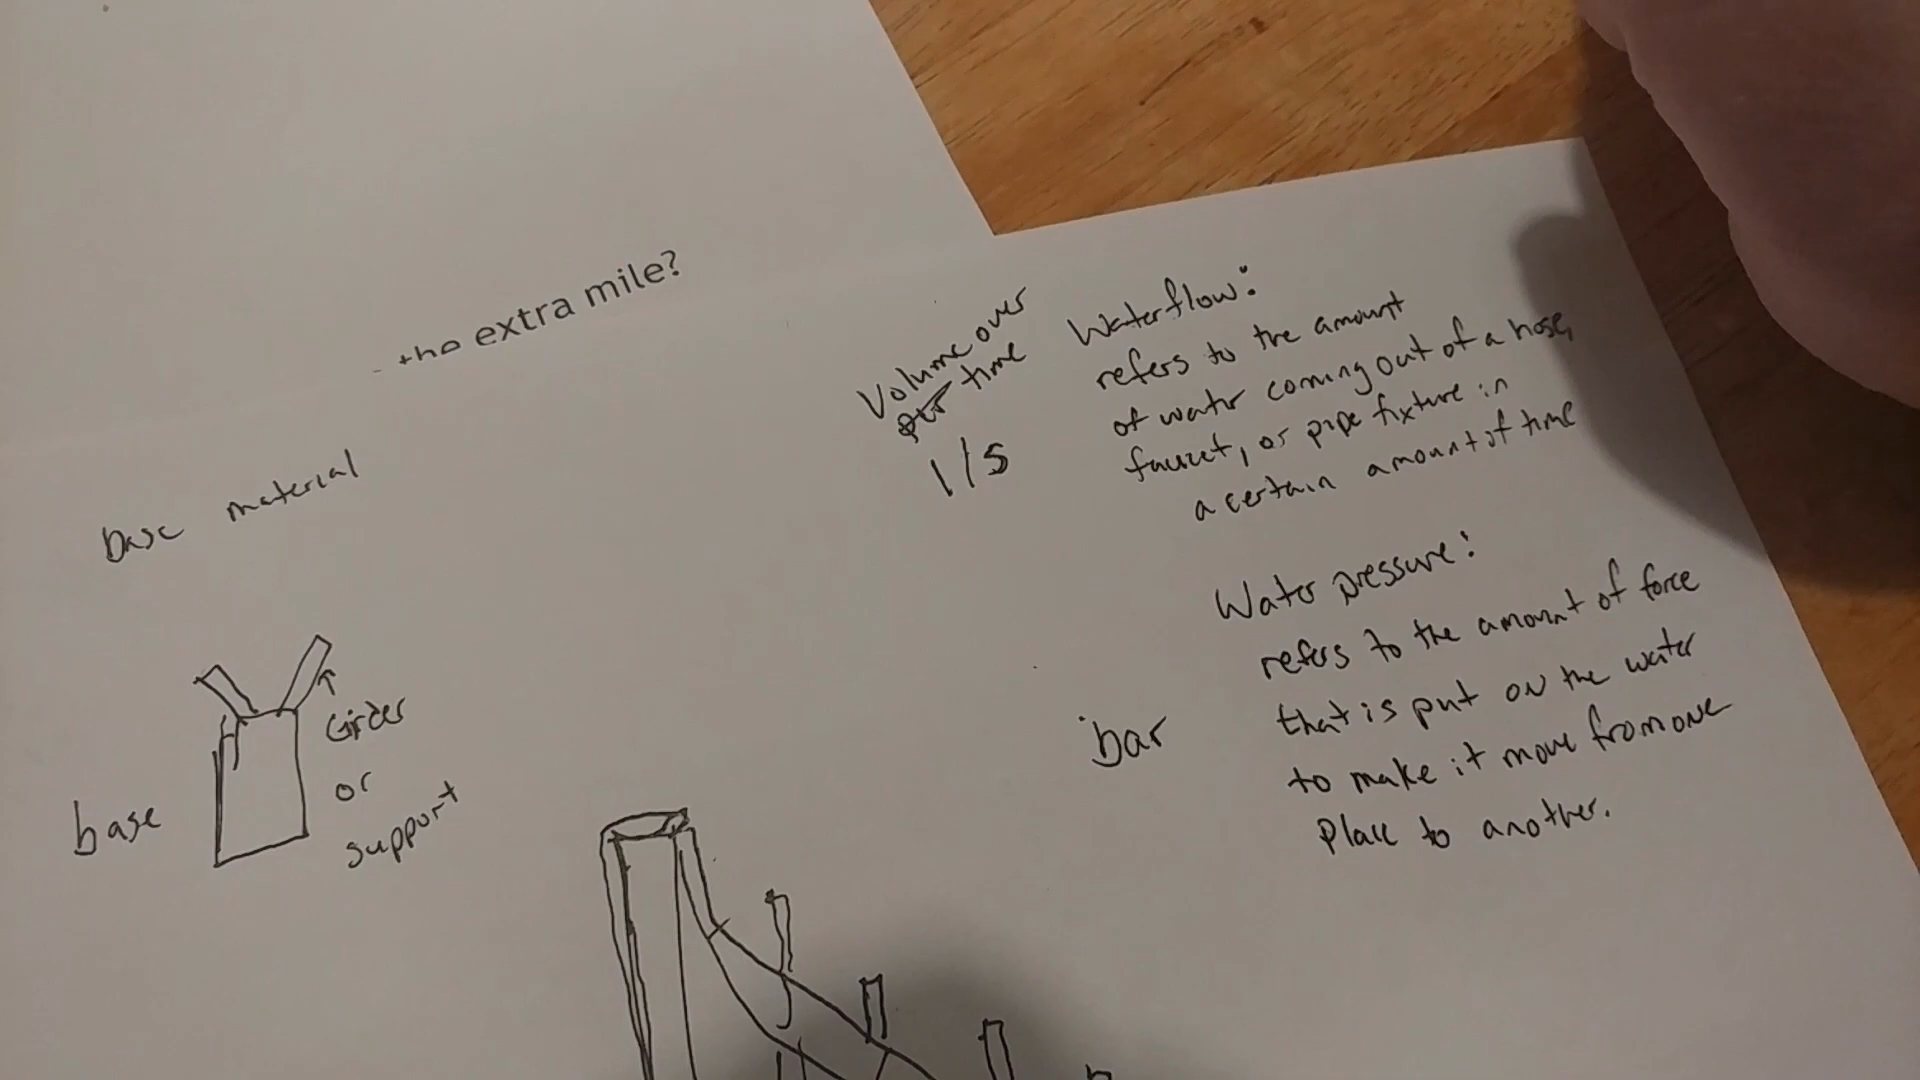 the extra mile?
base material
base
Girder
or
support
Volume over
per time
l/s
Waterflow:
refers to the amount
of water coming out of a hose,
faucet, or pipe fixture in
a certain amount of time
Water pressure:
refers to the amount of force
that is put on the water
to make it move from one
place to another.
bar